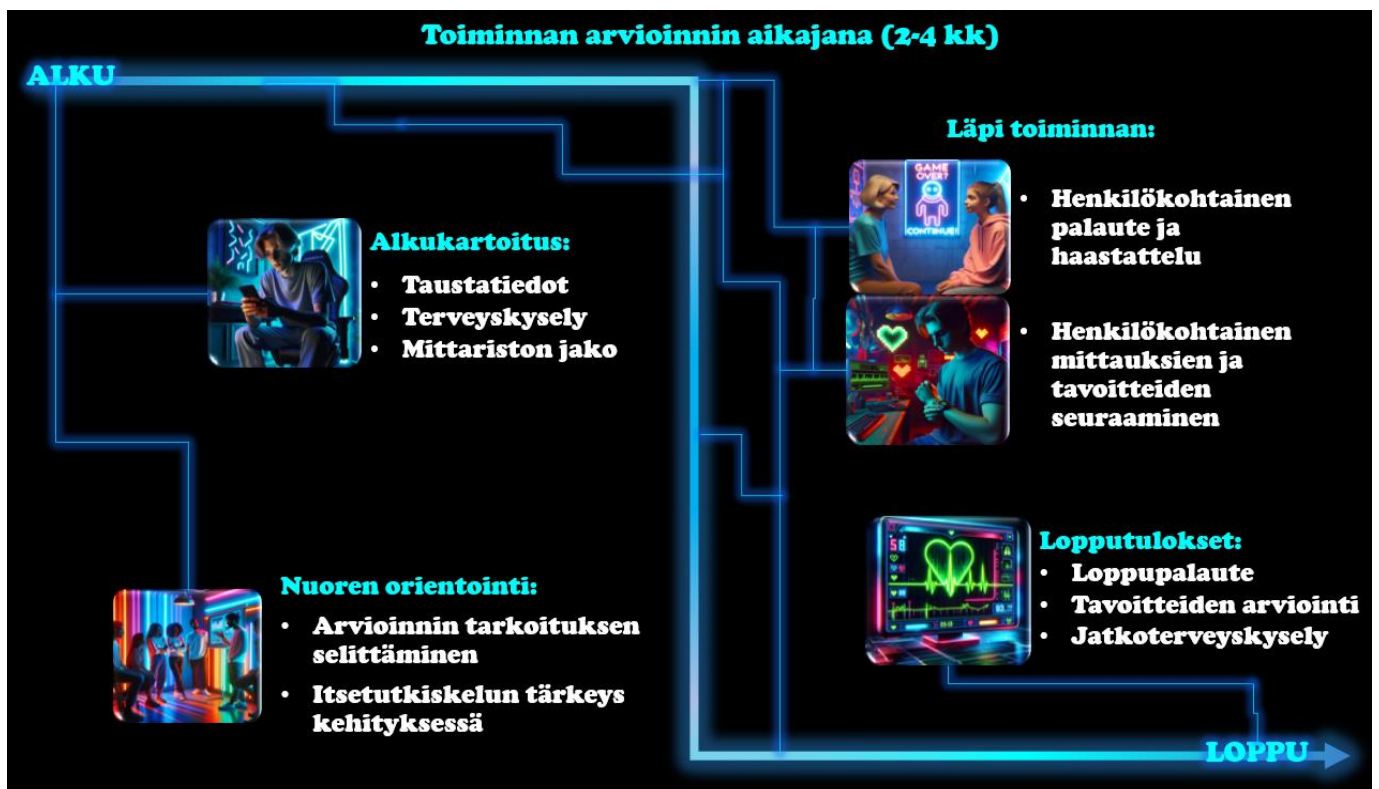 Toiminnan arvioinnin aikajana (2-4 kk)
ALKU
Alkukartoitus:
• Taustatiedot
• Terveyskysely
• Mittariston jako
Nuoren orientointi:
• Arvioinnin tarkoituksen
selittäminen
• Itsetutkiskelun tärkeys
kehityksessä
Läpi toiminnan:
GAME
OVER?
CONTINUE?
• Henkilökohtainen
palaute ja
haastattelu
• Henkilökohtainen
mittauksien ja
tavoitteiden
seuraaminen
58
Lopputulokset:
• Loppupalaute
• Tavoitteiden arviointi
• Jatkoterveyskysely
LOPPU